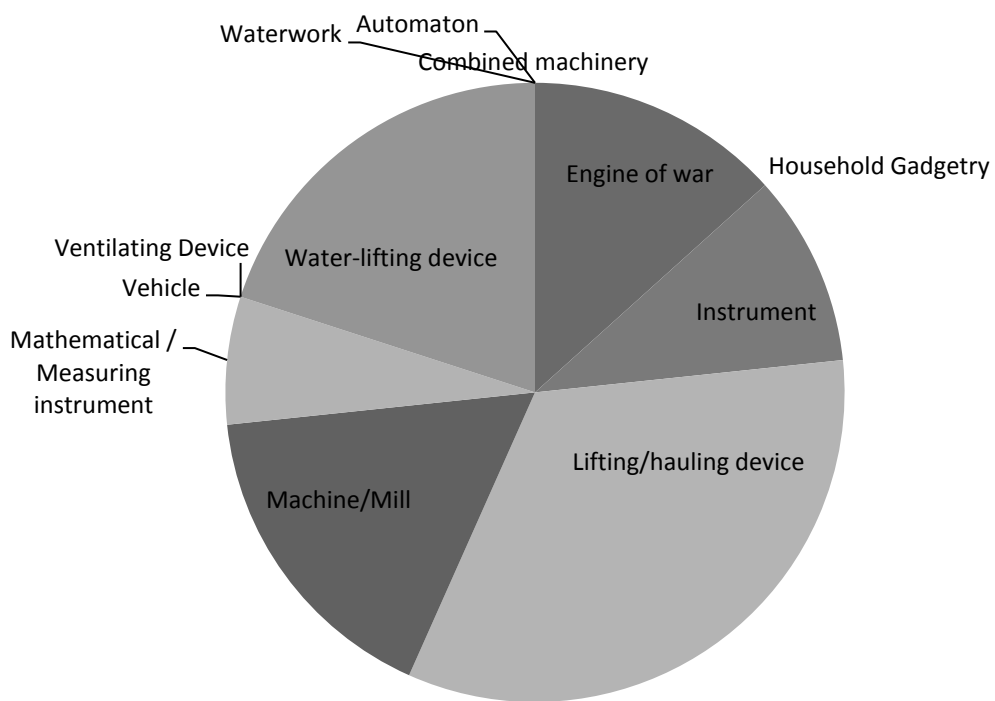 Automaton
Waterwork
Combined machinery
Household Gadgetry
Engine of war
Ventilating Device
Water-lifting device
Vehicle
Instrument
Mathematical /
Measuring
instrument
Lifting/hauling device
Machine/Mill